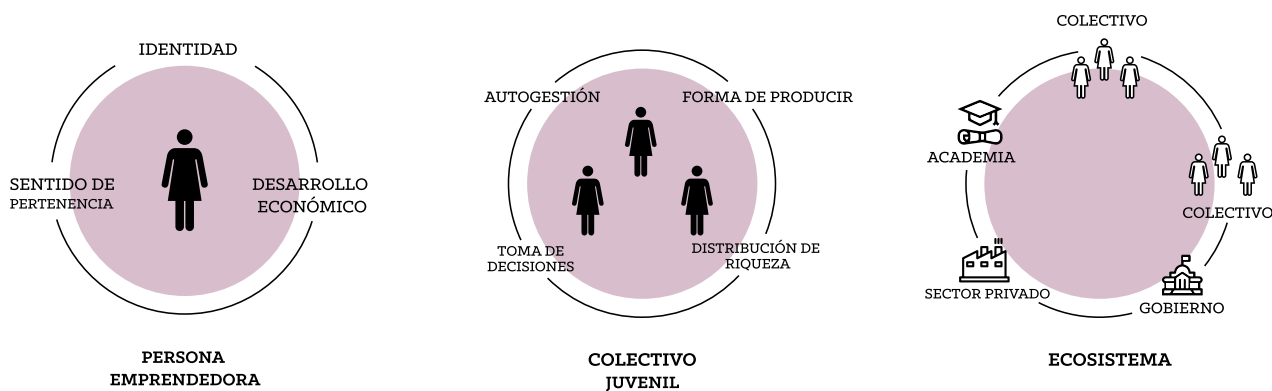 IDENTIDAD
SENTIDO DE
PERTENENCIA
DESARROLLO
ECONÓMICO
PERSONA
EMPRENDEDORA
AUTOGESTIÓN
FORMA DE PRODUCIR
TOMA DE
DECISIONES
DISTRIBUCIÓN DE
RIQUEZA
COLECTIVO
JUVENIL
COLECTIVO
ACADEMIA
COLECTIVO
SECTOR PRIVADO
GOBIERNO
ECOSISTEMA